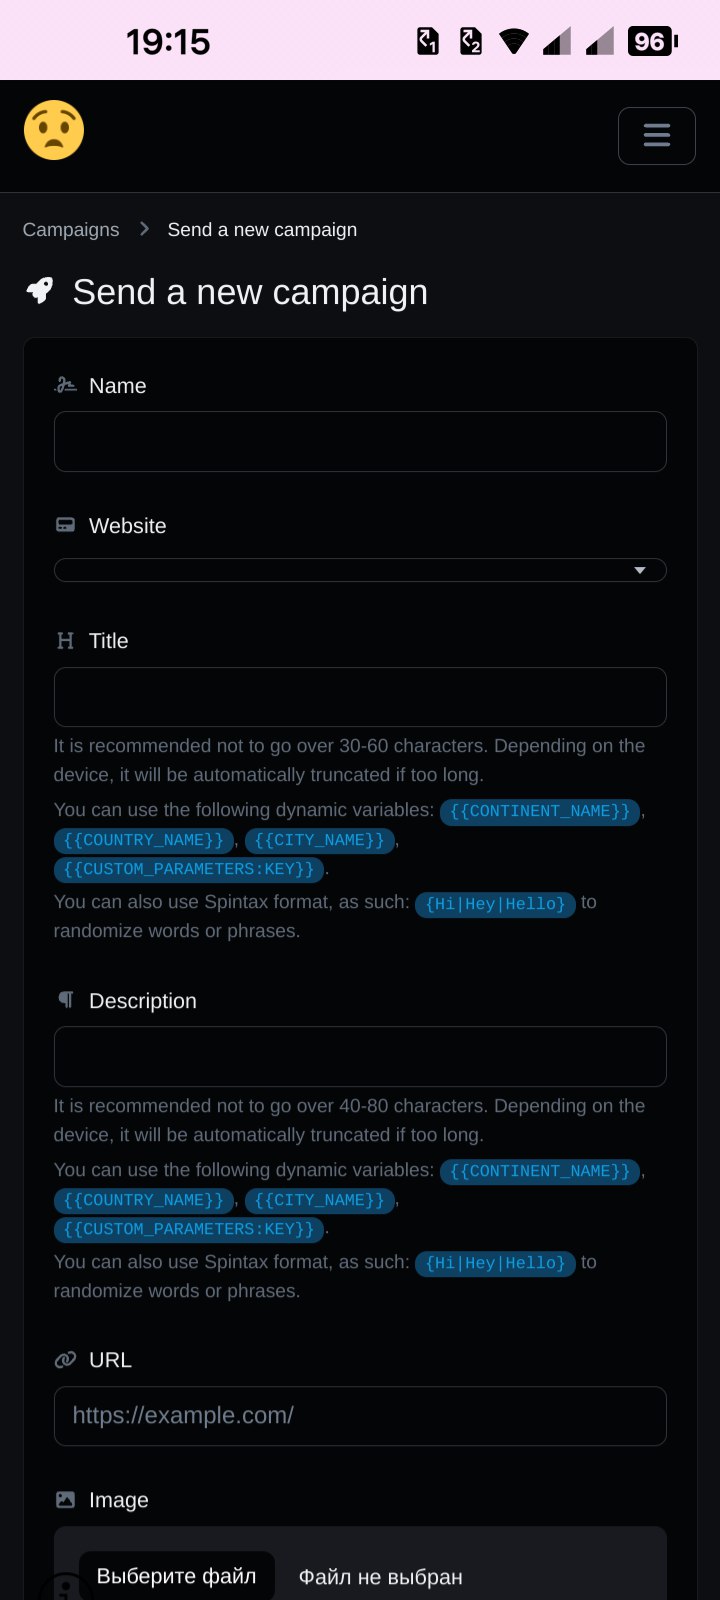 19:15
1
2
96
Campaigns
Send a new campaign
Send a new campaign
Name
Website
Title
It is recommended not to go over 30-60 characters. Depending on the
device, it will be automatically truncated if too long.
You can use the following dynamic variables: {{CONTINENT_NAME}},
{{COUNTRY_NAME}}, {{CITY_NAME}},
{{CUSTOM_PARAMETERS:KEY}}.
You can also use Spintax format, as such: {Hi|Hey|Hello} to
randomize words or phrases.
Description
It is recommended not to go over 40-80 characters. Depending on the
device, it will be automatically truncated if too long.
You can use the following dynamic variables: {{CONTINENT_NAME}},
{{COUNTRY_NAME}}, {{CITY_NAME}},
{{CUSTOM_PARAMETERS:KEY}}.
You can also use Spintax format, as such: {Hi|Hey|Hello} to
randomize words or phrases.
URL
https://example.com/
Image
Выберите файл Файл не выбран